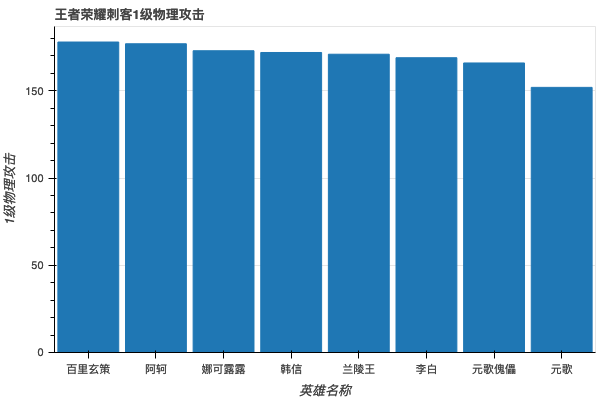 王者荣耀刺客1级物理攻击
1级物理攻击
150
100
50
0
百里玄策 阿轲 娜可露露 韩信 兰陵王 李白 元歌傀儡 元歌
英雄名称